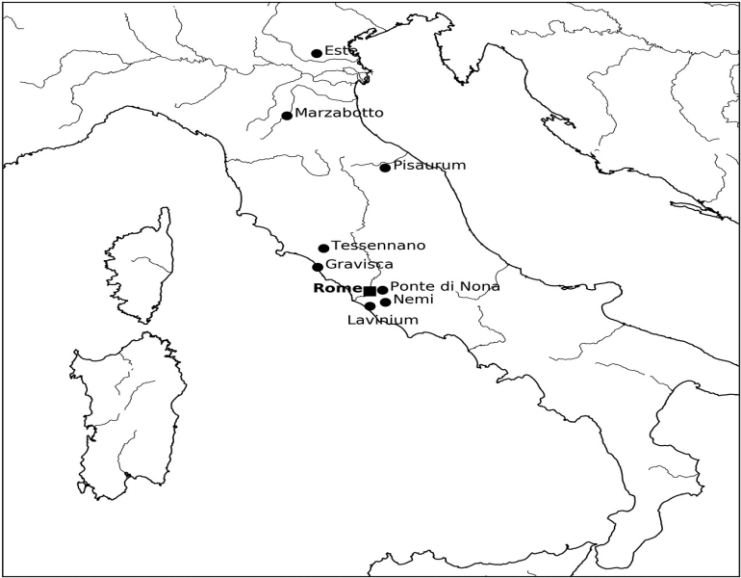 Este
Marzabotto
Pisaurum
Tessennano
Gravisca
Rome
Ponte di Nona
Nemi
Lavinium